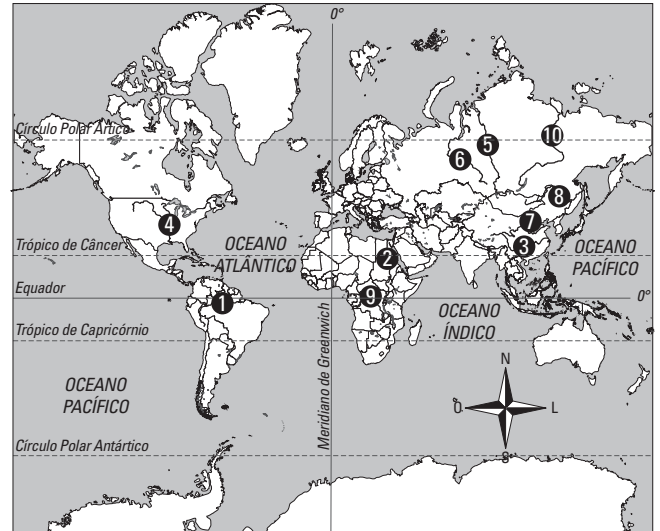 0°
Círculo Polar Ártico
10
5
6
8
4
7
Trópico de Câncer
OCEANO
ATLÂNTICO
3
OCEANO
PACÍFICO
2
Equador
9
0°
1
OCEANO
ÍNDICO
Trópico de Capricórnio
Meridiano de Greenwich
OCEANO
PACÍFICO
N
O
L
S
Círculo Polar Antártico